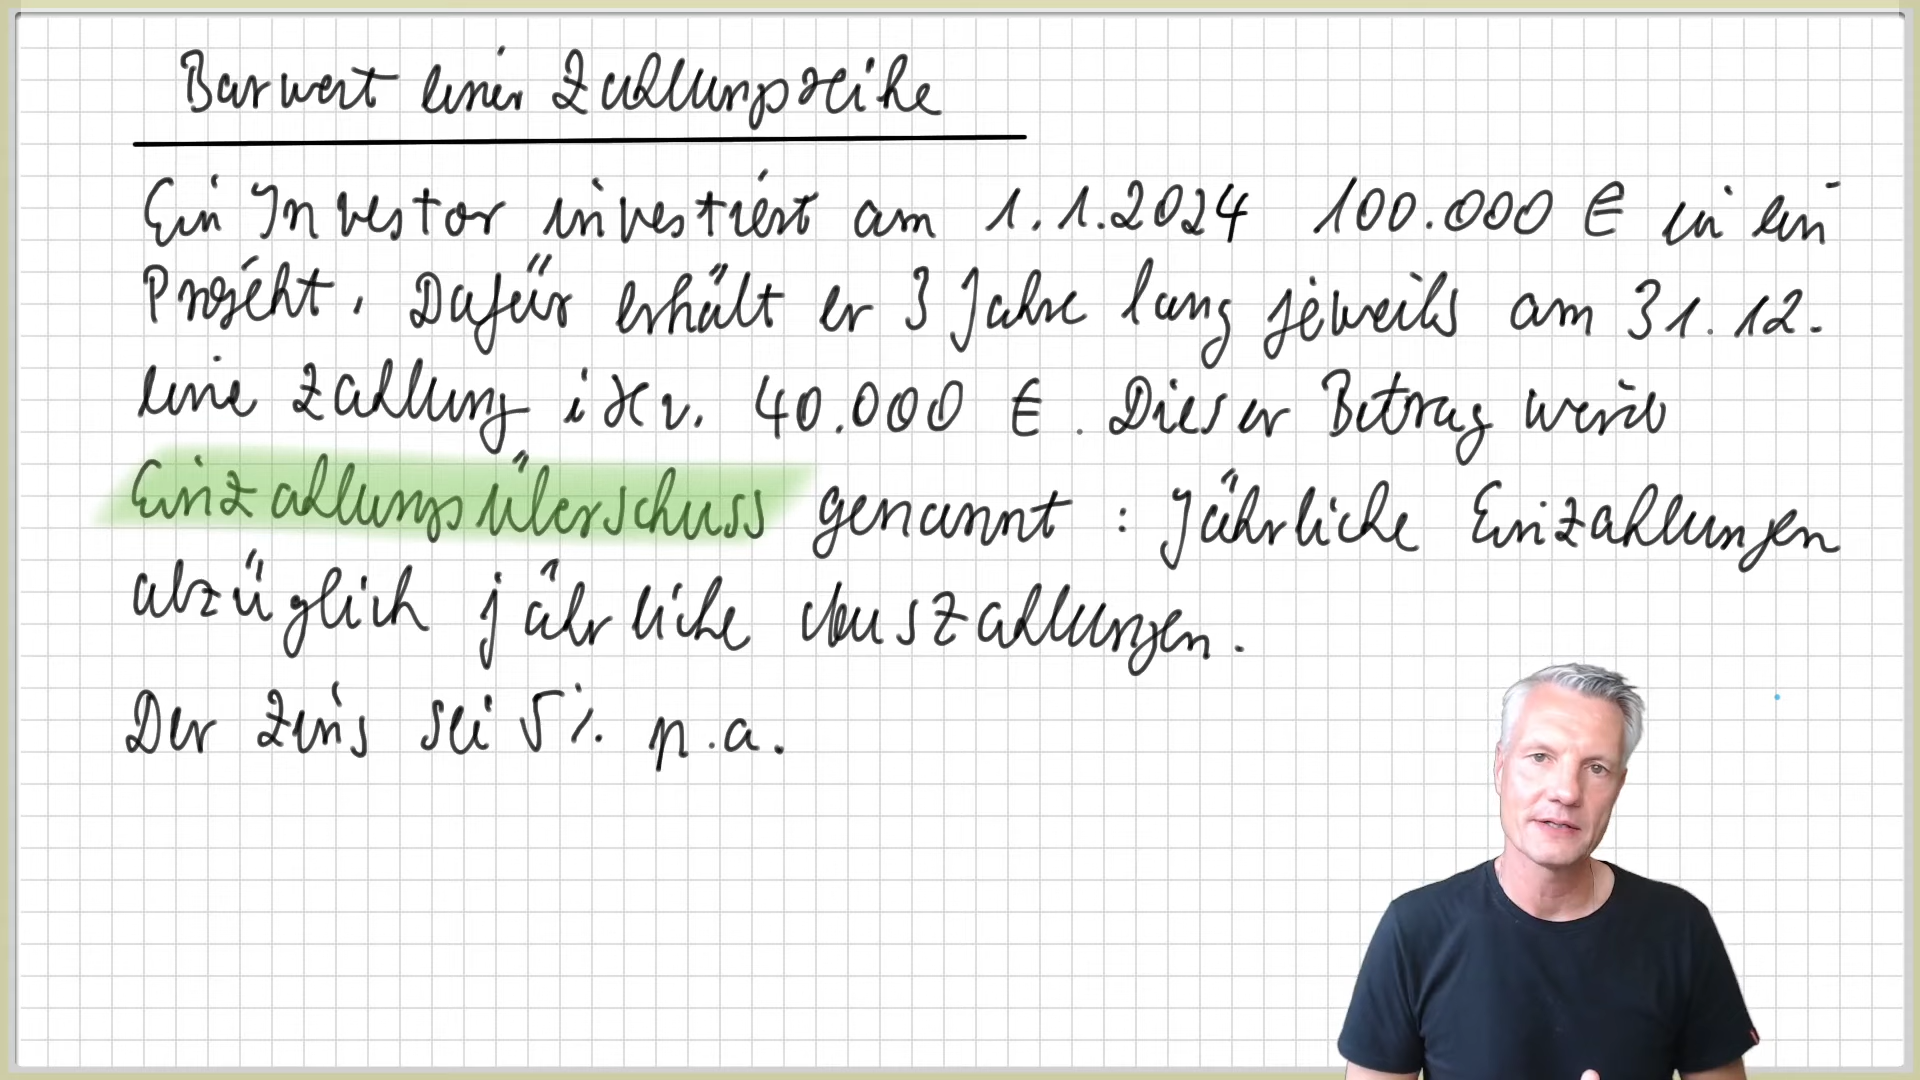 Barwert einer Zahlungsreihe
Ein Investor investiert am 1.1.2024 100.000 € in ein
Projekt. Dafür erhält er 3 Jahre lang jeweils am 31.12.
eine Zahlung i H v. 40.000 €. Dieser Betrag wird
Einzahlungsüberschuss genannt : Jährliche Einzahlungen
abzüglich jährliche Auszahlungen.
Der Zins sei 5% p.a.